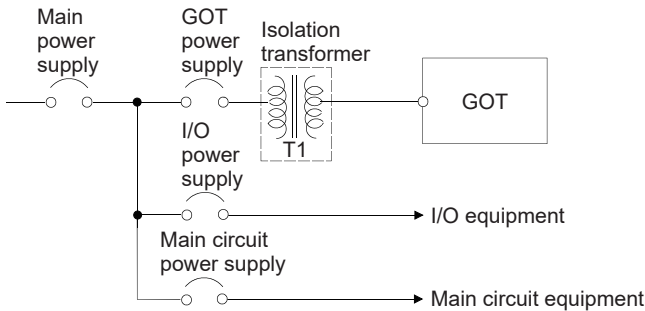 Main
power
supply
GOT
power
supply
Isolation
transformer
T1
GOT
I/O
power
supply
I/O equipment
Main circuit
power supply
Main circuit equipment